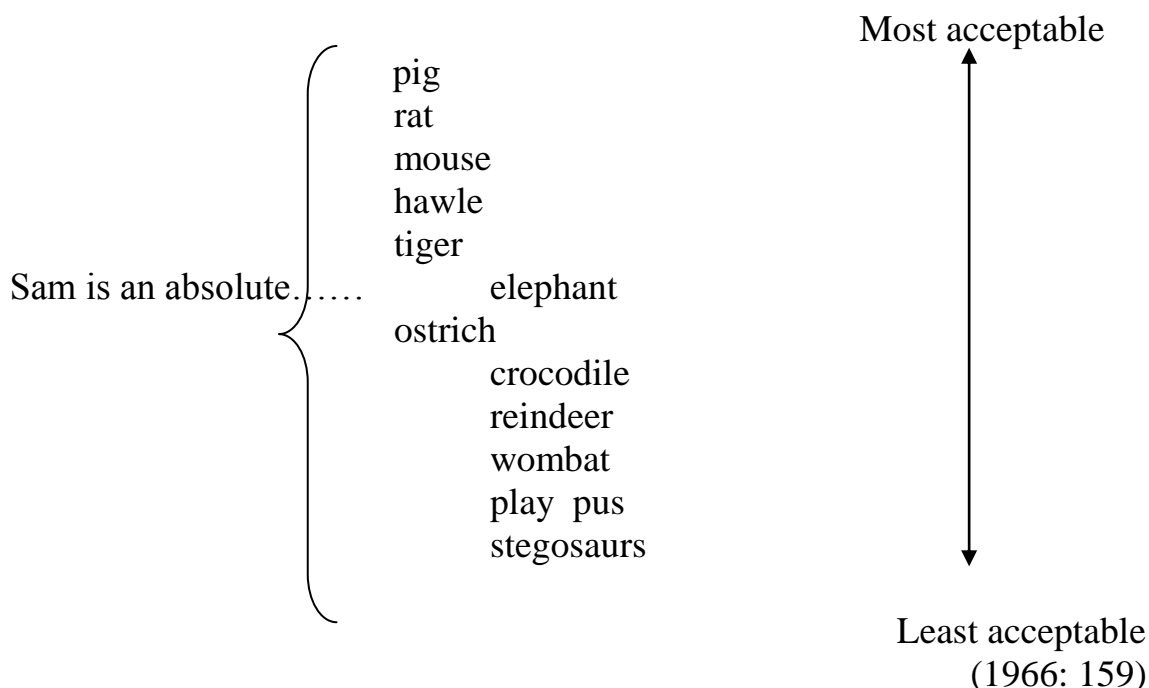 Most acceptable
pig
rat
mouse
hawle
tiger
Sam is an absolute...... elephant
ostrich
crocodile
reindeer
wombat
play pus
stegosaurs
Least acceptable
(1966: 159)